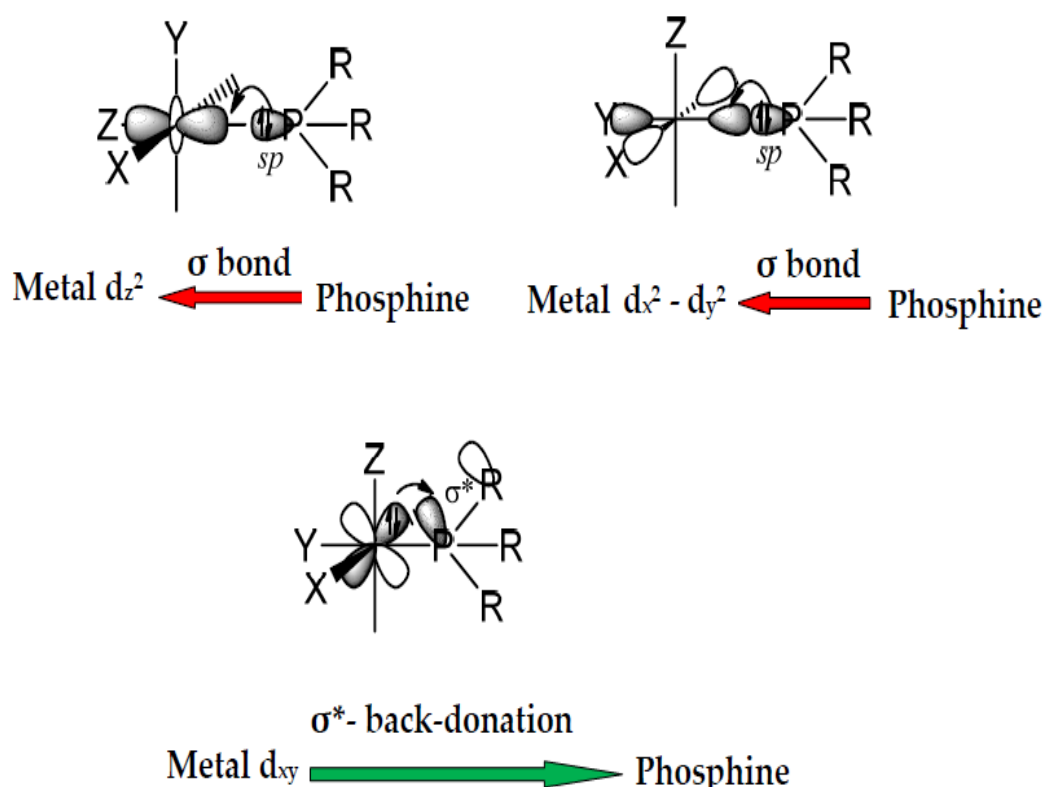 Y
R
Z
P
R
X
sp
R
Z
R
Y
P
R
X
sp
R
σ bond
Metal dz²
Phosphine
σ bond
Metal dx² - dy²
Phosphine
Z
σ*
R
Y
P
R
X
R
σ*- back-donation
Metal dxy
Phosphine